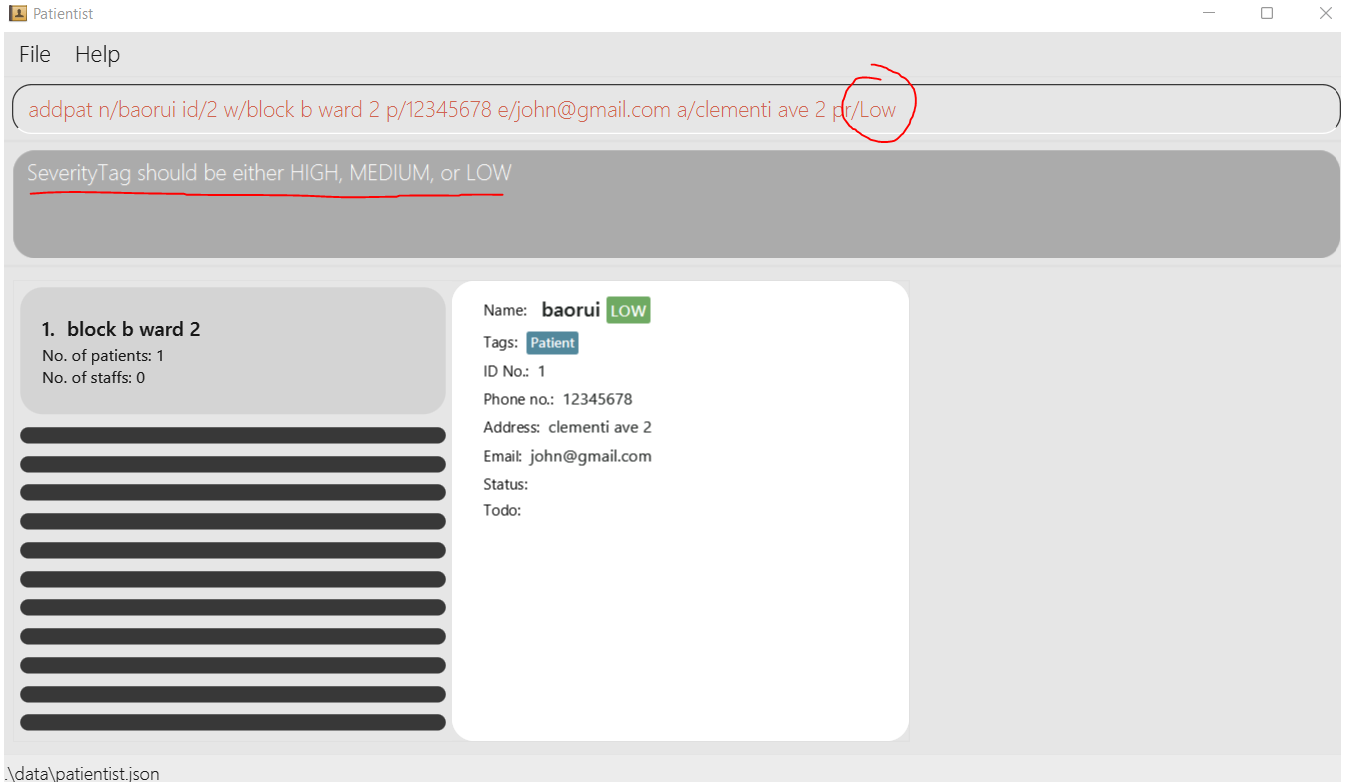 Patientist
File Help
addpat n/baorui id/2 w/block b ward 2 p/12345678 e/john@gmail.com a/clementi ave 2 pr/Low
SeverityTag should be either HIGH, MEDIUM, or LOW
1. block b ward 2
No. of patients: 1
No. of staffs: 0
Name: baorui LOW
Tags: Patient
ID No.: 1
Phone no.: 12345678
Address: clementi ave 2
Email: john@gmail.com
Status:
Todo:
.\data\patientist.json